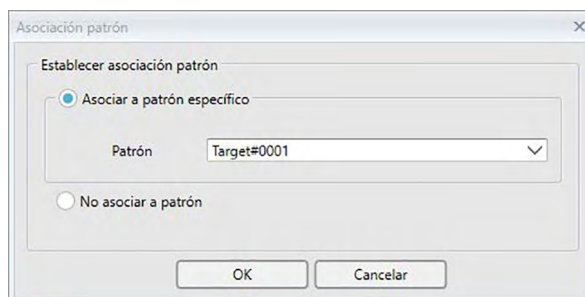 Asociación patrón
Establecer asociación patrón
Asociar a patrón específico
Patrón Target#0001
No asociar a patrón
OK Cancelar